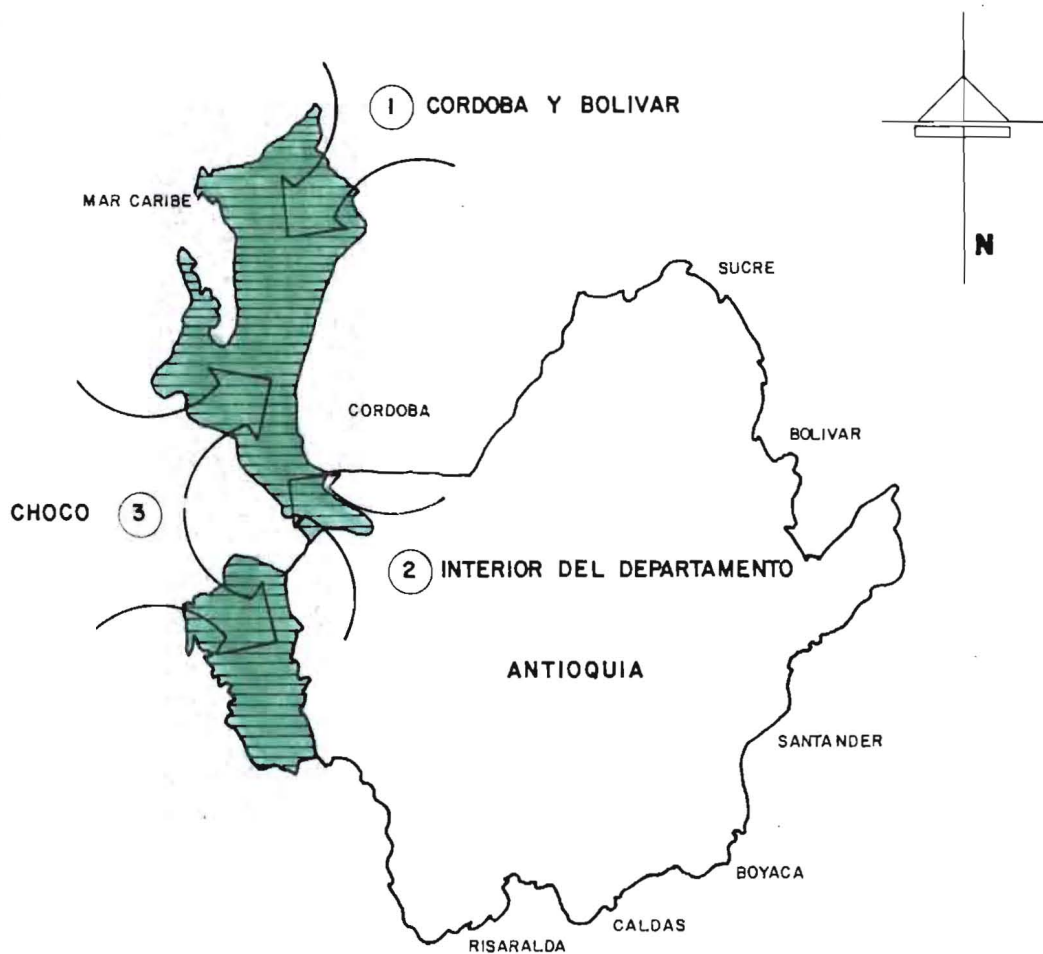 1 CORDOBA Y BOLIVAR
MAR CARIBE
N
SUCRE
CORDOBA
BOLIVAR
CHOCO 3
2 INTERIOR DEL DEPARTAMENTO
ANTIOQUIA
SANTANDER
BOYACA
CALDAS
RISARALDA